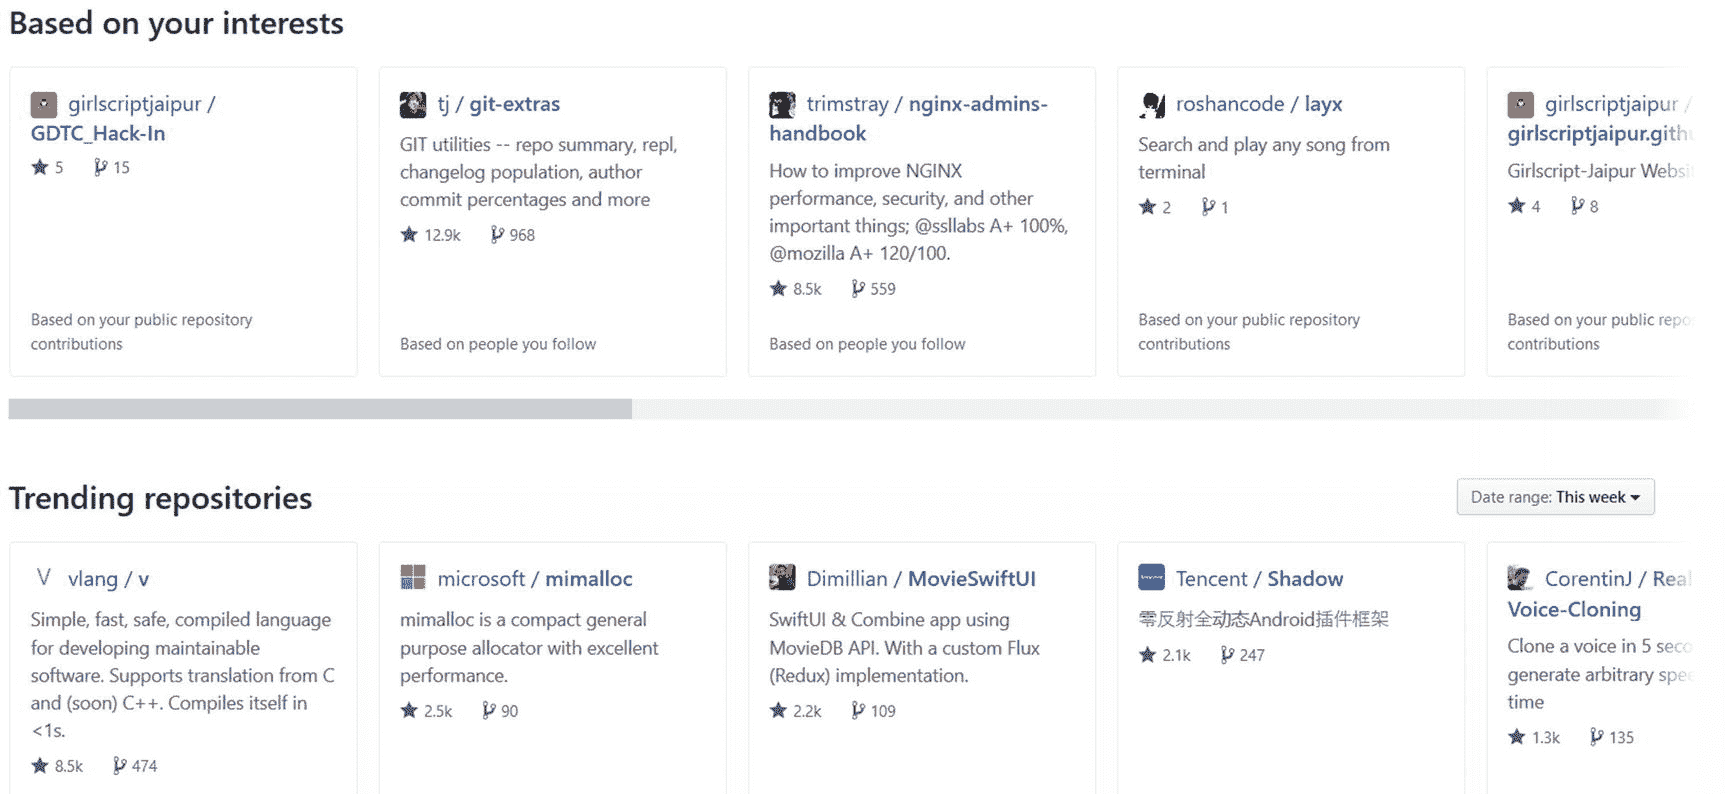 Based on your interests
girlscriptjaipur /
GDTC_Hack-In
5 15
Based on your public repository
contributions
tj / git-extras
GIT utilities -- repo summary, repl,
changelog population, author
commit percentages and more
12.9k 968
Based on people you follow
trimstray / nginx-admins-
handbook
How to improve NGINX
performance, security, and other
important things; @ssllabs A+ 100%,
@mozilla A+ 120/100.
8.5k 559
Based on people you follow
roshancode / layx
Search and play any song from
terminal
2 1
Based on your public repository
contributions
girlscriptjaipur /
girlscriptjaipur.githu
Girlscript-Jaipur Websit
4 8
Based on your public repo
contributions
Trending repositories
Date range: This week
vlang / v
Simple, fast, safe, compiled language
for developing maintainable
software. Supports translation from C
and (soon) C++. Compiles itself in
<1s.
8.5k 474
microsoft / mimalloc
mimalloc is a compact general
purpose allocator with excellent
performance.
2.5k 90
Dimillian / MovieSwiftUI
SwiftUI & Combine app using
MovieDB API. With a custom Flux
(Redux) implementation.
2.2k 109
Tencent / Shadow
零反射全动态Android插件框架
2.1k 247
CorentinJ / Real
Voice-Cloning
Clone a voice in 5 seco
generate arbitrary spee
time
1.3k 135